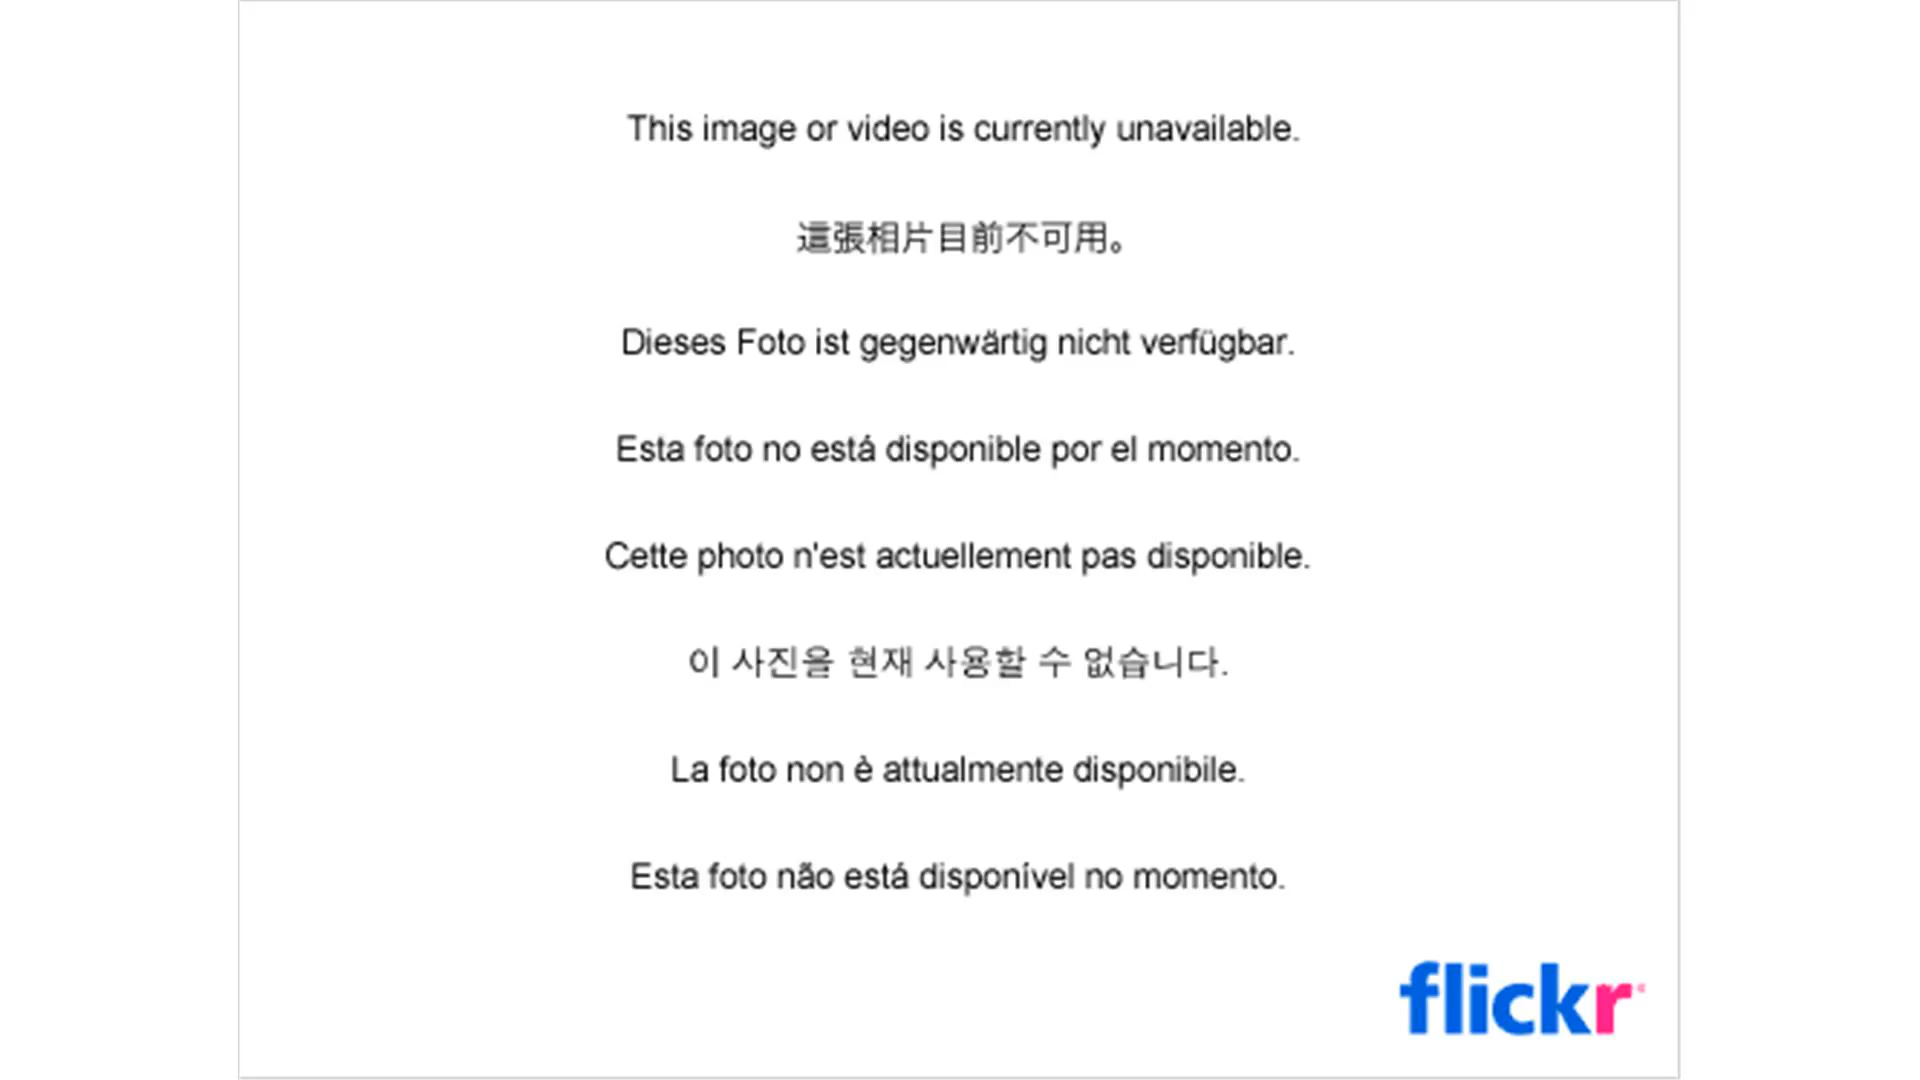 This image or video is currently unavailable.
這張相片目前不可用。
Dieses Foto ist gegenwärtig nicht verfügbar.
Esta foto no está disponible por el momento.
Cette photo n'est actuellement pas disponible.
이 사진을 현재 사용할 수 없습니다.
La foto non è attualmente disponibile.
Esta foto não está disponível no momento.
flickr